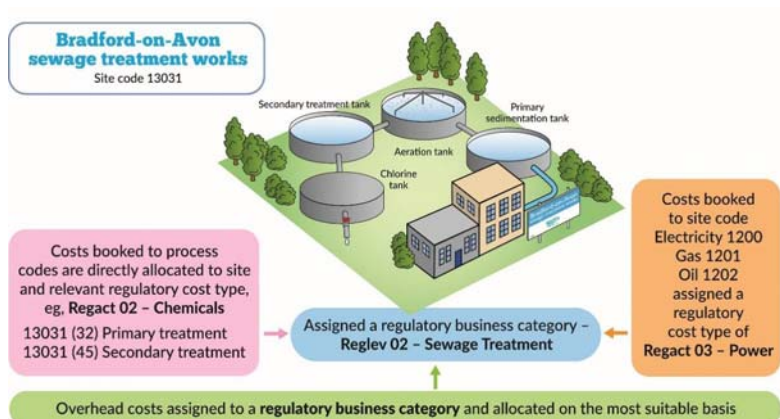 Bradford-on-Avon
sewage treatment works
Site code 13031
Secondary treatment tank
Primary
sedimentation tank
Aeration tank
Chlorine
tank
Costs booked to process
codes are directly allocated to site
and relevant regulatory cost type,
eg, Regact 02 – Chemicals
13031 (32) Primary treatment
13031 (45) Secondary treatment
Assigned a regulatory business category –
Reglev 02 – Sewage Treatment
Costs booked
to site code
Electricity 1200
Gas 1201
Oil 1202
assigned a
regulatory
cost type of
Regact 03 – Power
Overhead costs assigned to a regulatory business category and allocated on the most suitable basis